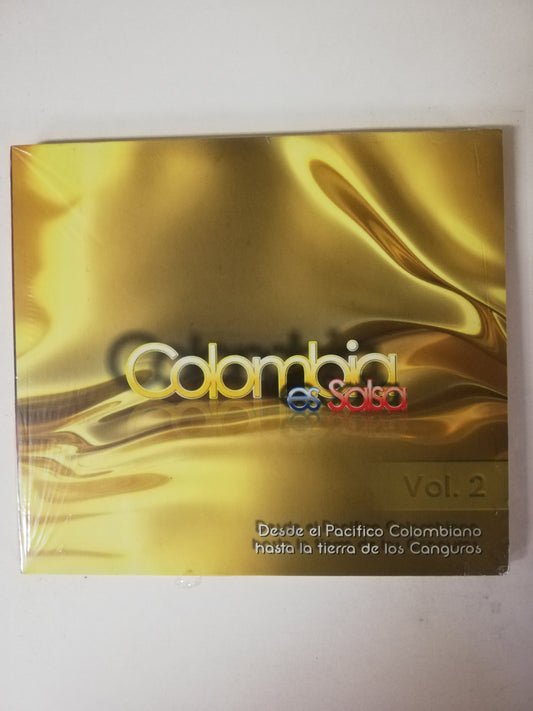 Colombia
es Salsa
Vol. 2
Desde el Pacifico Colombiano
hasta la tierra de los Canguros